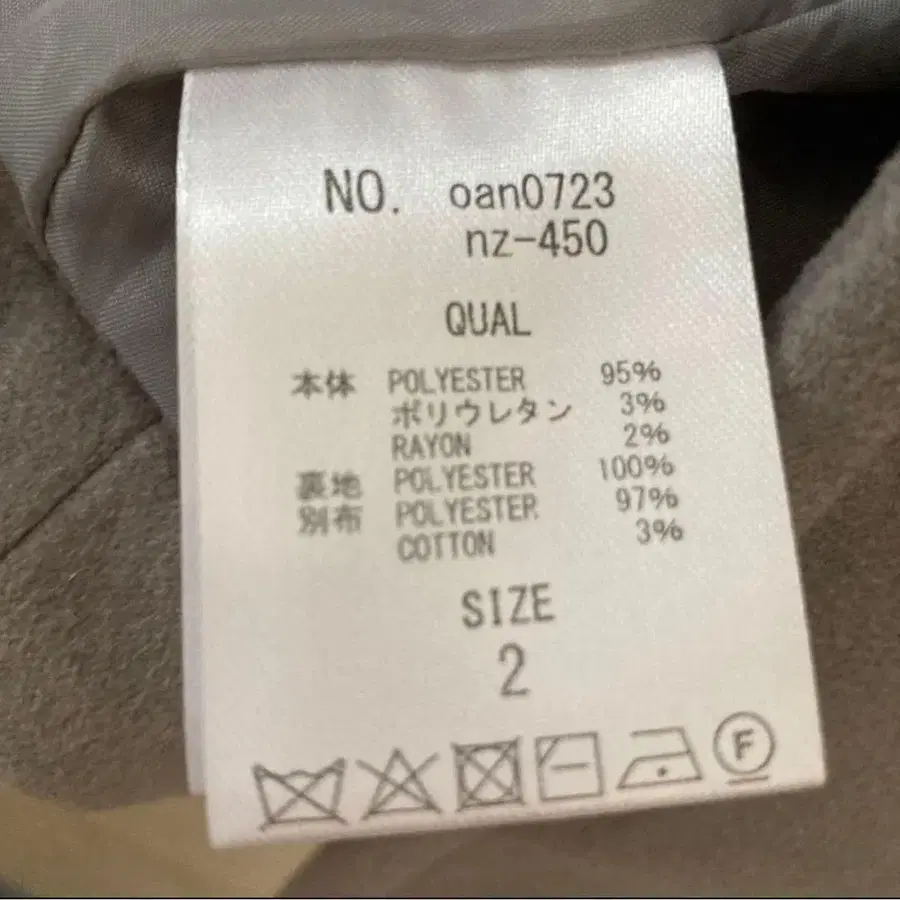 NO. oan0723
nz-450
QUAL
本体 POLYESTER 95%
ポリウレタン 3%
RAYON 2%
裏地 POLYESTER 100%
別布 POLYESTER 97%
COTTON 3%
SIZE
2
F